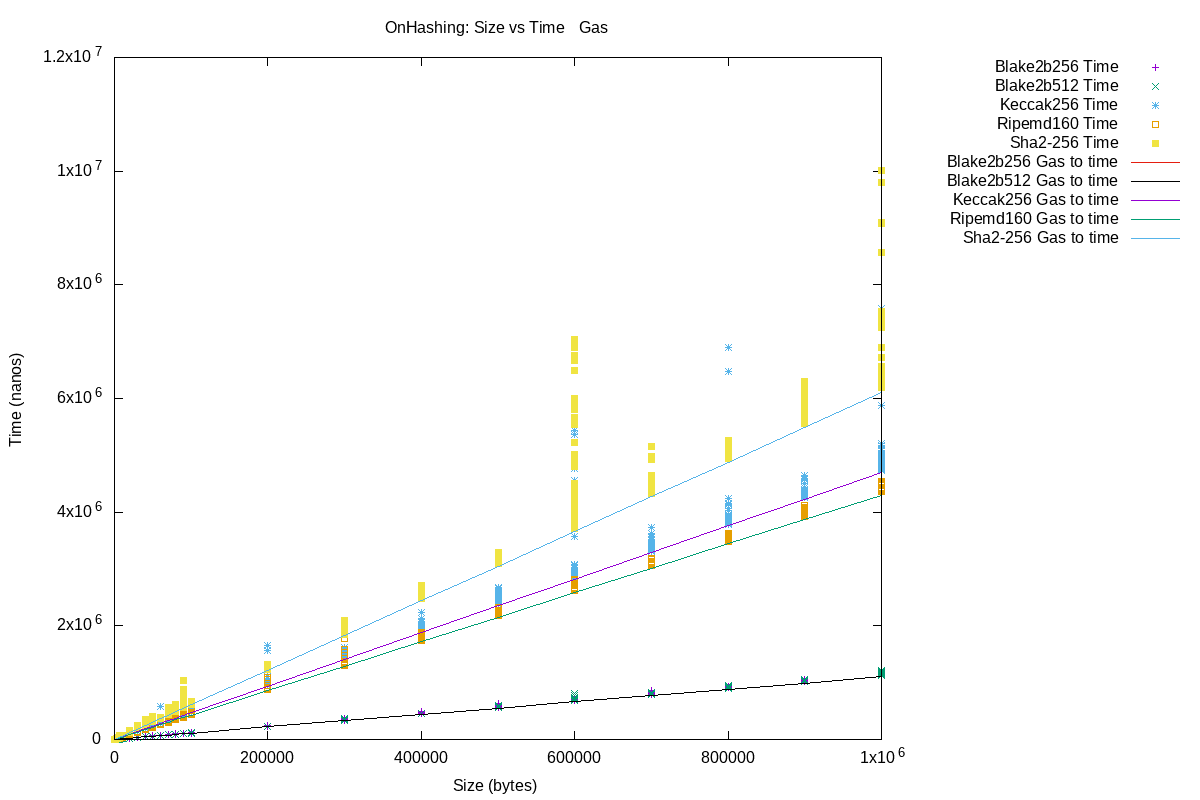 OnHashing: Size vs Time Gas
1.2x10 7
1x10 7
8x10 6
6x10 6
4x10 6
2x10 6
0
Time (nanos)
0 200000 400000 600000 800000 1x10 6
Size (bytes)
Blake2b256 Time
Blake2b512 Time
Keccak256 Time
Ripemd160 Time
Sha2-256 Time
Blake2b256 Gas to time
Blake2b512 Gas to time
Keccak256 Gas to time
Ripemd160 Gas to time
Sha2-256 Gas to time